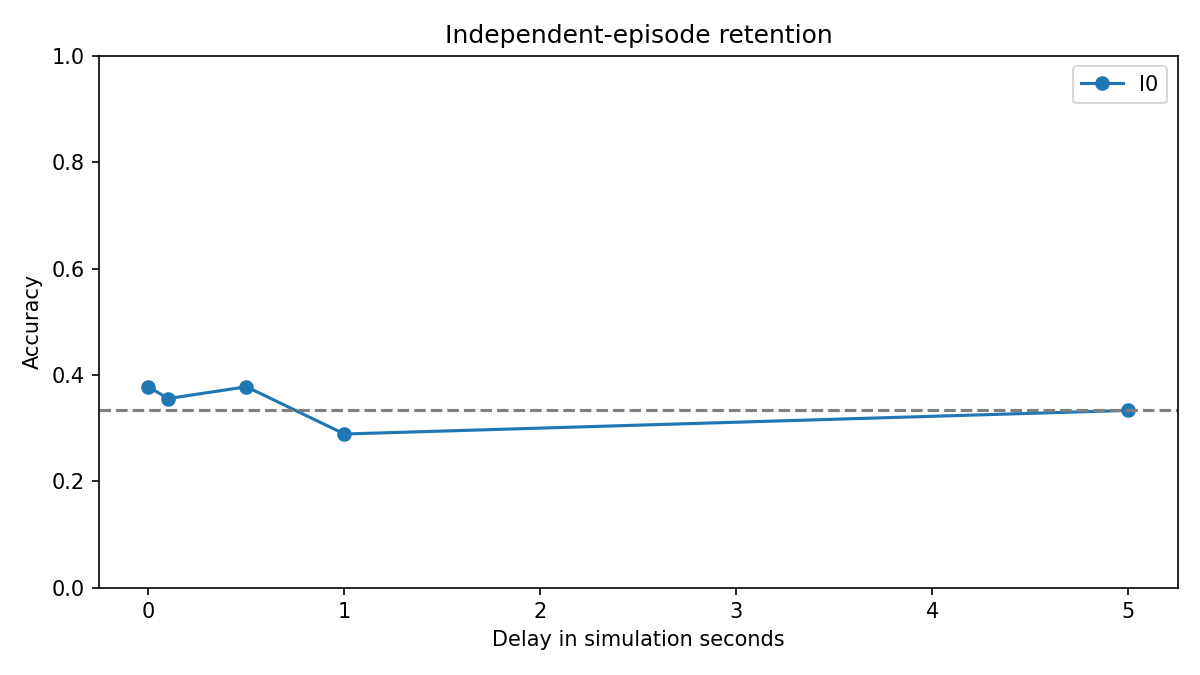 Independent-episode retention
I0
Accuracy
1.0
0.8
0.6
0.4
0.2
0.0
0 1 2 3 4 5
Delay in simulation seconds